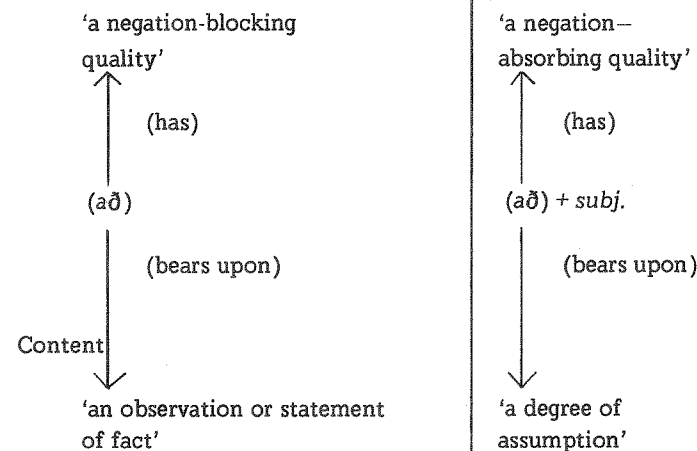 'a negation-blocking
quality'
(has)
(að)
(bears upon)
Content
'an observation or statement
of fact'
'a negation—
absorbing quality'
(has)
(að) + subj.
(bears upon)
'a degree of
assumption'